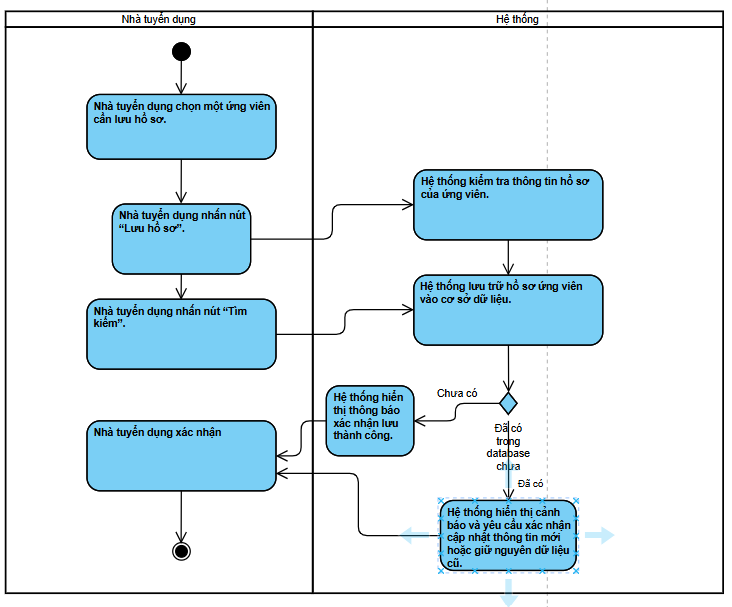 Nhà tuyển dụng
Hệ thống
Nhà tuyển dụng chọn một ứng viên
cần lưu hồ sơ.
Hệ thống kiểm tra thông tin hồ sơ
của ứng viên.
Nhà tuyển dụng nhấn nút
“Lưu hồ sơ”.
Hệ thống lưu trữ hồ sơ ứng viên
vào cơ sở dữ liệu.
Nhà tuyển dụng nhấn nút “Tìm
kiếm”.
Chưa có
Hệ thống hiển
thị thông báo
xác nhận lưu
thành công.
Đã có
trong
database
chưa
Nhà tuyển dụng xác nhận
Đã có
Hệ thống hiển thị cảnh
báo và yêu cầu xác nhận
cập nhật thông tin mới
hoặc giữ nguyên dữ liệu
cũ.